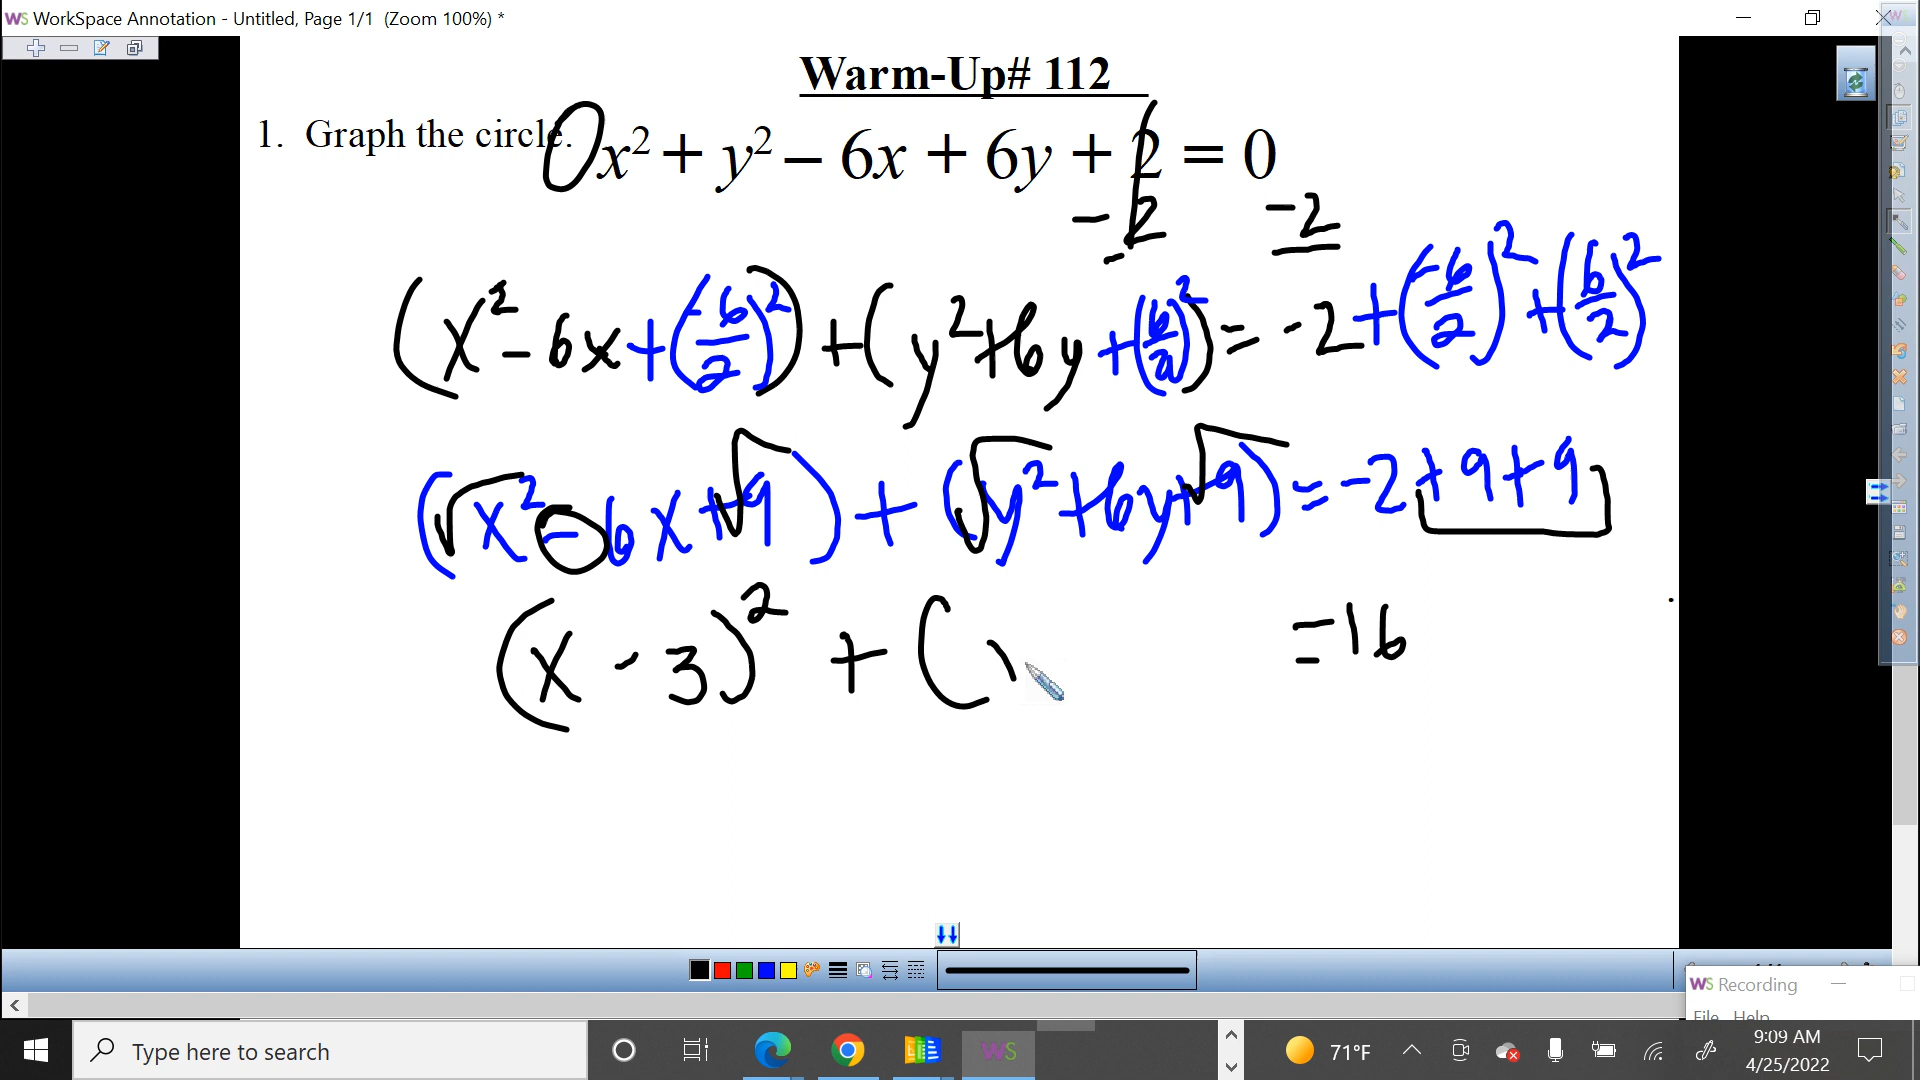 WS WorkSpace Annotation - Untitled, Page 1/1 (Zoom 100%) *
Warm-Up# 112
1. Graph the circle. x² + y² – 6x + 6y + 2 = 0
-2 -2
(x² - 6x + (-6/2)²) + (y² + 6y + (6/2)²) = -2 + (-6/2)² + (6/2)²
(√x² - 6x + √9) + (√y² + 6y + √9) = -2 + 9 + 9
(x - 3)² + ( = 16
WS Recording
File Help
Type here to search
WS
71°F
9:09 AM
4/25/2022